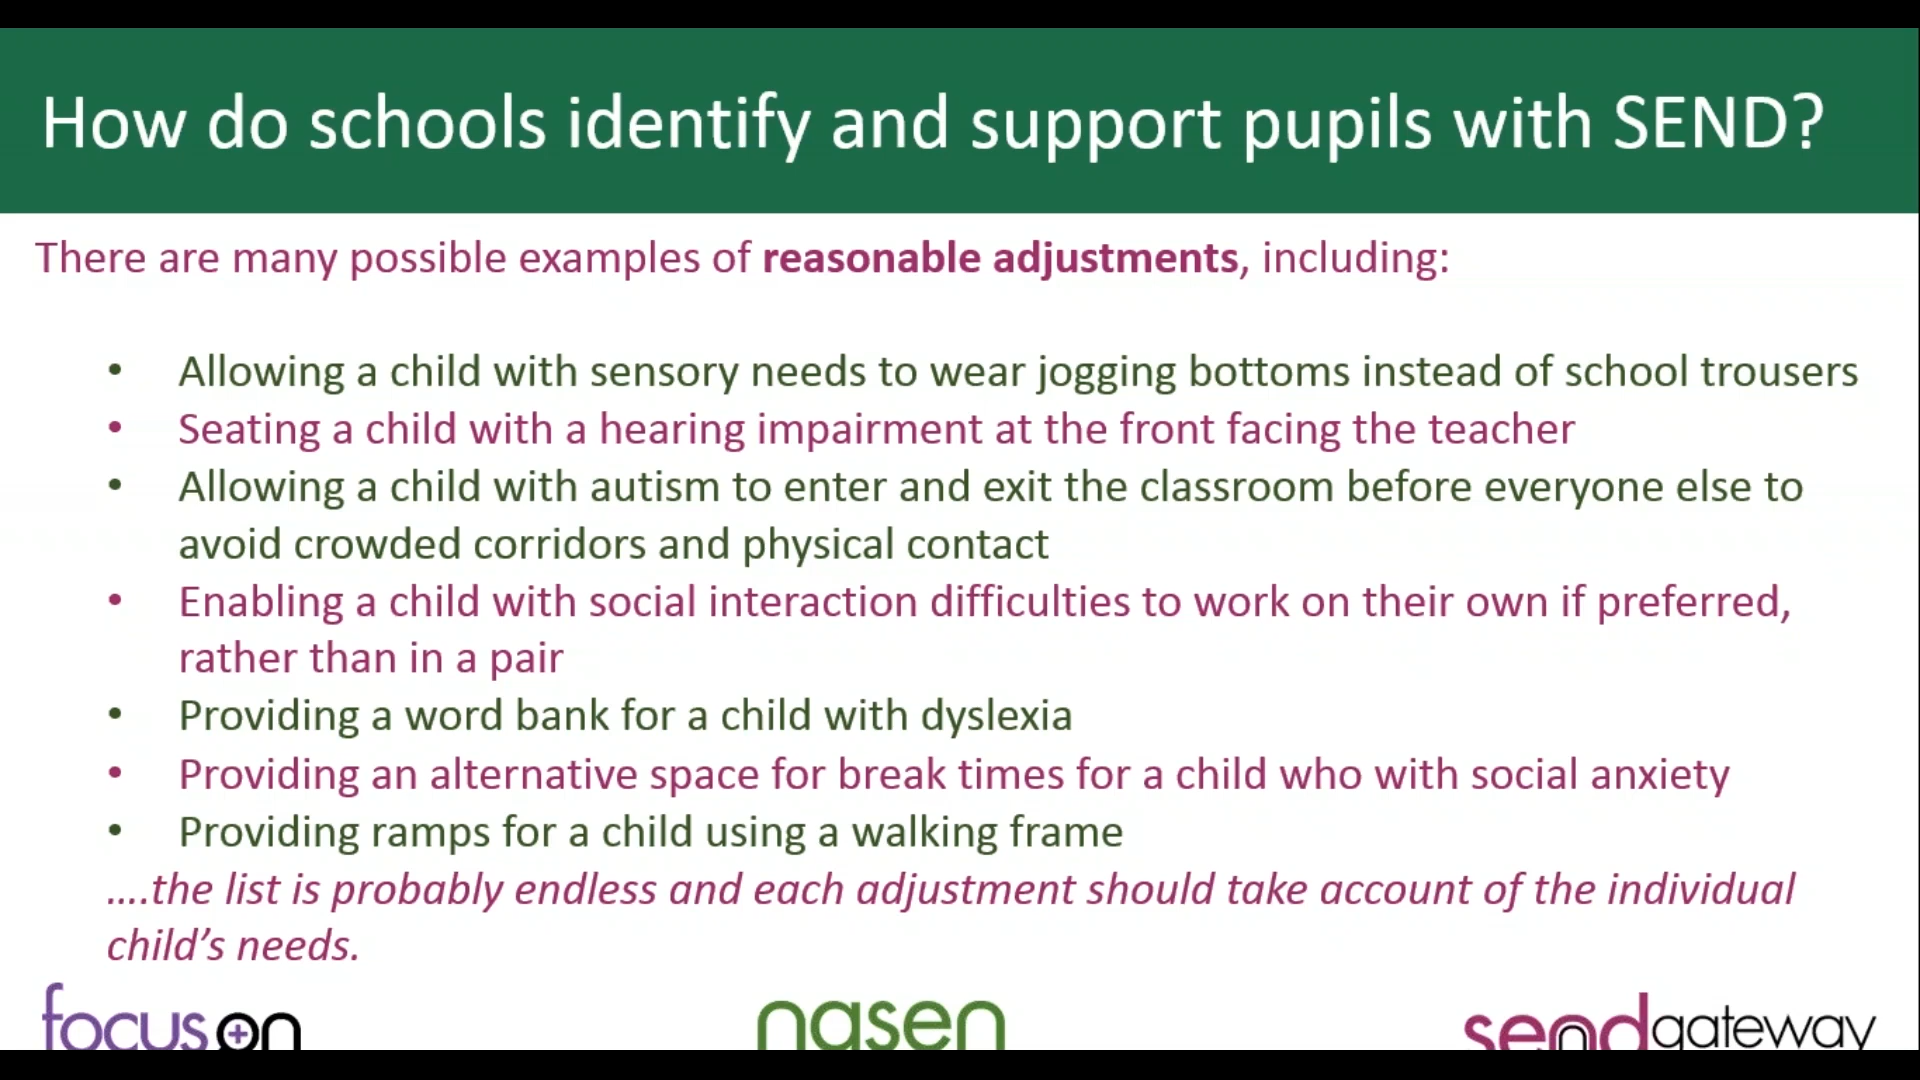 How do schools identify and support pupils with SEND?
There are many possible examples of reasonable adjustments, including:
• Allowing a child with sensory needs to wear jogging bottoms instead of school trousers
• Seating a child with a hearing impairment at the front facing the teacher
• Allowing a child with autism to enter and exit the classroom before everyone else to
avoid crowded corridors and physical contact
• Enabling a child with social interaction difficulties to work on their own if preferred,
rather than in a pair
• Providing a word bank for a child with dyslexia
• Providing an alternative space for break times for a child who with social anxiety
• Providing ramps for a child using a walking frame
....the list is probably endless and each adjustment should take account of the individual
child’s needs.
focus on
nasen
sendgateway